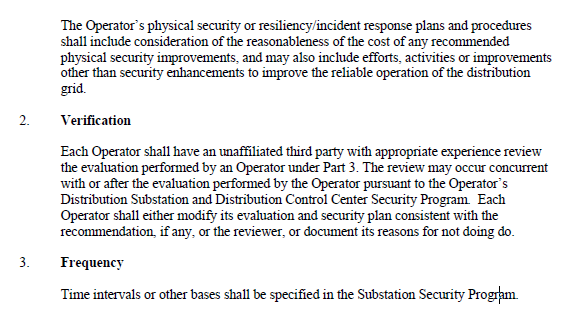 The Operator's physical security or resiliency/incident response plans and procedures
shall include consideration of the reasonableness of the cost of any recommended
physical security improvements, and may also include efforts, activities or improvements
other than security enhancements to improve the reliable operation of the distribution
grid.
2. Verification
Each Operator shall have an unaffiliated third party with appropriate experience review
the evaluation performed by an Operator under Part 3. The review may occur concurrent
with or after the evaluation performed by the Operator pursuant to the Operator's
Distribution Substation and Distribution Control Center Security Program. Each
Operator shall either modify its evaluation and security plan consistent with the
recommendation, if any, or the reviewer, or document its reasons for not doing do.
3. Frequency
Time intervals or other bases shall be specified in the Substation Security Program.